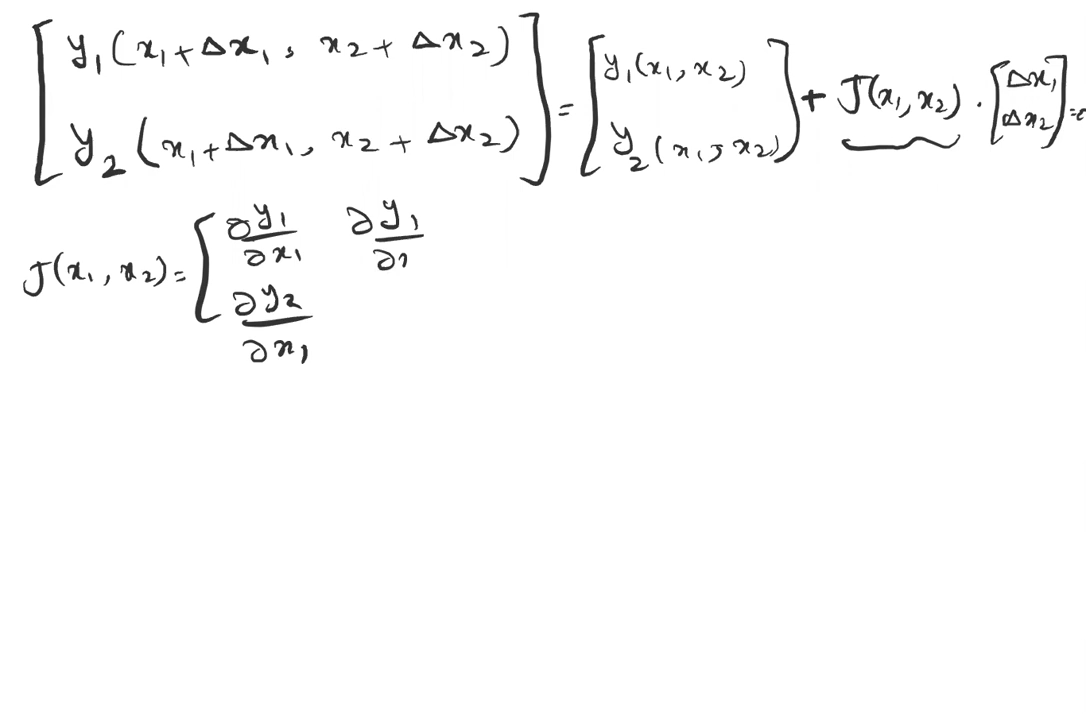 [ y₁(x₁+Δx₁, x₂+Δx₂) ] = [ y₁(x₁, x₂) ] + J(x₁, x₂) · [ Δx₁ ]
[ y₂(x₁+Δx₁, x₂+Δx₂) ] [ y₂(x₁, x₂) ] [ Δx₂ ] =
J(x₁, x₂) = [ ∂y₁/∂x₁ ∂y₁/∂
∂y₂/∂x₁